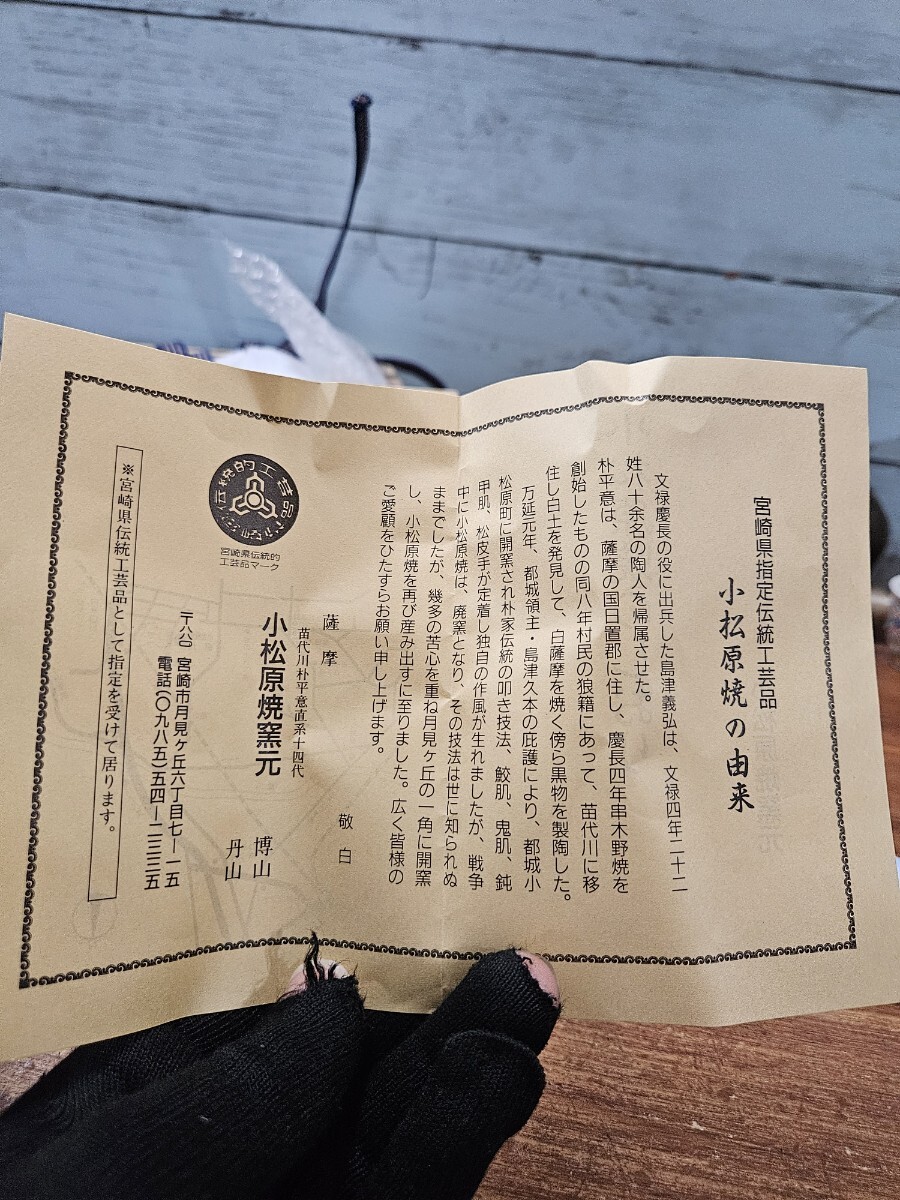 宮崎県指定伝統工芸品
小松原焼の由来
文禄慶長の役に出兵した島津義弘は、文禄四年二十二
姓八十余名の陶人を帰属させた。
朴平意は、薩摩の国日置郡に住し、慶長四年串木野焼を
創始したものの同八年村民の狼籍にあって、苗代川に移
住し白土を発見して、白薩摩を焼く傍ら黒物を製陶した。
万延元年、都城領主・島津久本の庇護により、都城小
松原町に開窯され朴家伝統の叩き技法、鮫肌、鬼肌、鈍
甲肌、松皮手が定着し独自の作風が生れましたが、戦争
中に小松原焼は、廃窯となり、その技法は世に知られぬ
ままでしたが、幾多の苦心を重ね月見ヶ丘の一角に開窯
し、小松原焼を再び産み出すに至りました。広く皆様の
ご愛顧をひたすらお願い申し上げます。
敬白
薩摩
苗代川朴平意直系十四代
小松原焼窯元
博山
丹山
〒八八〇 宮崎市月見ヶ丘六丁目七―一五
電話(〇九八五)五四―一三三五
宮崎県伝統的
工芸品マーク
※宮崎県伝統工芸品として指定を受けて居ります。